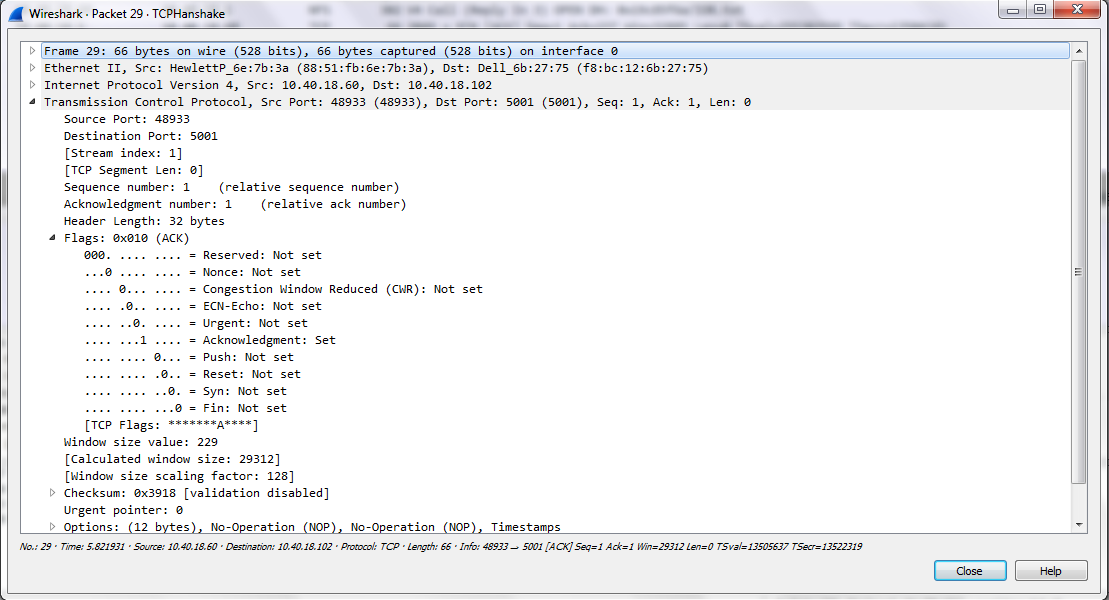 Wireshark · Packet 29 · TCPHanshake
Frame 29: 66 bytes on wire (528 bits), 66 bytes captured (528 bits) on interface 0
Ethernet II, Src: HewlettP_6e:7b:3a (88:51:fb:6e:7b:3a), Dst: Dell_6b:27:75 (f8:bc:12:6b:27:75)
Internet Protocol Version 4, Src: 10.40.18.60, Dst: 10.40.18.102
Transmission Control Protocol, Src Port: 48933 (48933), Dst Port: 5001 (5001), Seq: 1, Ack: 1, Len: 0
Source Port: 48933
Destination Port: 5001
[Stream index: 1]
[TCP Segment Len: 0]
Sequence number: 1    (relative sequence number)
Acknowledgment number: 1    (relative ack number)
Header Length: 32 bytes
Flags: 0x010 (ACK)
000. .... .... = Reserved: Not set
...0 .... .... = Nonce: Not set
.... 0... .... = Congestion Window Reduced (CWR): Not set
.... .0.. .... = ECN-Echo: Not set
.... ..0. .... = Urgent: Not set
.... ...1 .... = Acknowledgment: Set
.... .... 0... = Push: Not set
.... .... .0.. = Reset: Not set
.... .... ..0. = Syn: Not set
.... .... ...0 = Fin: Not set
[TCP Flags: *******A****]
Window size value: 229
[Calculated window size: 29312]
[Window size scaling factor: 128]
Checksum: 0x3918 [validation disabled]
Urgent pointer: 0
Options: (12 bytes), No-Operation (NOP), No-Operation (NOP), Timestamps
No.: 29 · Time: 5.821931 · Source: 10.40.18.60 · Destination: 10.40.18.102 · Protocol: TCP · Length: 66 · Info: 48933 → 5001 [ACK] Seq=1 Ack=1 Win=29312 Len=0 TSval=13505637 TSecr=13522319
Close Help